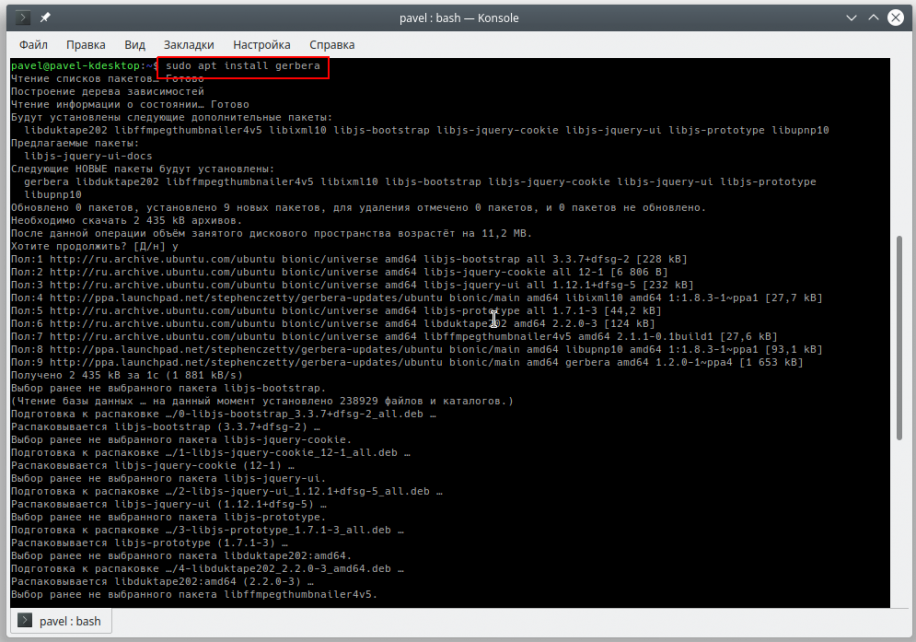 pavel : bash — Konsole
Файл Правка Вид Закладки Настройка Справка
pavel@pavel-kdesktop:~$ sudo apt install gerbera
Чтение списков пакетов… Готово
Построение дерева зависимостей
Чтение информации о состоянии… Готово
Будут установлены следующие дополнительные пакеты:
libduktape202 libffmpegthumbnailer4v5 libixml10 libjs-bootstrap libjs-jquery-cookie libjs-jquery-ui libjs-prototype libupnp10
Предлагаемые пакеты:
libjs-jquery-ui-docs
Следующие НОВЫЕ пакеты будут установлены:
gerbera libduktape202 libffmpegthumbnailer4v5 libixml10 libjs-bootstrap libjs-jquery-cookie libjs-jquery-ui libjs-prototype
libupnp10
Обновлено 0 пакетов, установлено 9 новых пакетов, для удаления отмечено 0 пакетов, и 0 пакетов не обновлено.
Необходимо скачать 2 435 kB архивов.
После данной операции объём занятого дискового пространства возрастёт на 11,2 MB.
Хотите продолжить? [Д/н] y
Пол:1 http://ru.archive.ubuntu.com/ubuntu bionic/universe amd64 libjs-bootstrap all 3.3.7+dfsg-2 [228 kB]
Пол:2 http://ru.archive.ubuntu.com/ubuntu bionic/universe amd64 libjs-jquery-cookie all 12-1 [6 806 B]
Пол:3 http://ru.archive.ubuntu.com/ubuntu bionic/universe amd64 libjs-jquery-ui all 1.12.1+dfsg-5 [232 kB]
Пол:4 http://ppa.launchpad.net/stephenczetty/gerbera-updates/ubuntu bionic/main amd64 libixml10 amd64 1:1.8.3-1~ppa1 [27,7 kB]
Пол:5 http://ru.archive.ubuntu.com/ubuntu bionic/universe amd64 libjs-prototype all 1.7.1-3 [44,2 kB]
Пол:6 http://ru.archive.ubuntu.com/ubuntu bionic/universe amd64 libduktape202 amd64 2.2.0-3 [124 kB]
Пол:7 http://ru.archive.ubuntu.com/ubuntu bionic/universe amd64 libffmpegthumbnailer4v5 amd64 2.1.1-0.1build1 [27,6 kB]
Пол:8 http://ppa.launchpad.net/stephenczetty/gerbera-updates/ubuntu bionic/main amd64 libupnp10 amd64 1:1.8.3-1~ppa1 [93,1 kB]
Пол:9 http://ppa.launchpad.net/stephenczetty/gerbera-updates/ubuntu bionic/main amd64 gerbera amd64 1.2.0-1~ppa4 [1 653 kB]
Получено 2 435 kB за 1с (1 881 kB/s)
Выбор ранее не выбранного пакета libjs-bootstrap.
(Чтение базы данных … на данный момент установлено 238929 файлов и каталогов.)
Подготовка к распаковке …/0-libjs-bootstrap_3.3.7+dfsg-2_all.deb …
Распаковывается libjs-bootstrap (3.3.7+dfsg-2) …
Выбор ранее не выбранного пакета libjs-jquery-cookie.
Подготовка к распаковке …/1-libjs-jquery-cookie_12-1_all.deb …
Распаковывается libjs-jquery-cookie (12-1) …
Выбор ранее не выбранного пакета libjs-jquery-ui.
Подготовка к распаковке …/2-libjs-jquery-ui_1.12.1+dfsg-5_all.deb …
Распаковывается libjs-jquery-ui (1.12.1+dfsg-5) …
Выбор ранее не выбранного пакета libjs-prototype.
Подготовка к распаковке …/3-libjs-prototype_1.7.1-3_all.deb …
Распаковывается libjs-prototype (1.7.1-3) …
Выбор ранее не выбранного пакета libduktape202:amd64.
Подготовка к распаковке …/4-libduktape202_2.2.0-3_amd64.deb …
Распаковывается libduktape202:amd64 (2.2.0-3) …
Выбор ранее не выбранного пакета libffmpegthumbnailer4v5.
pavel : bash